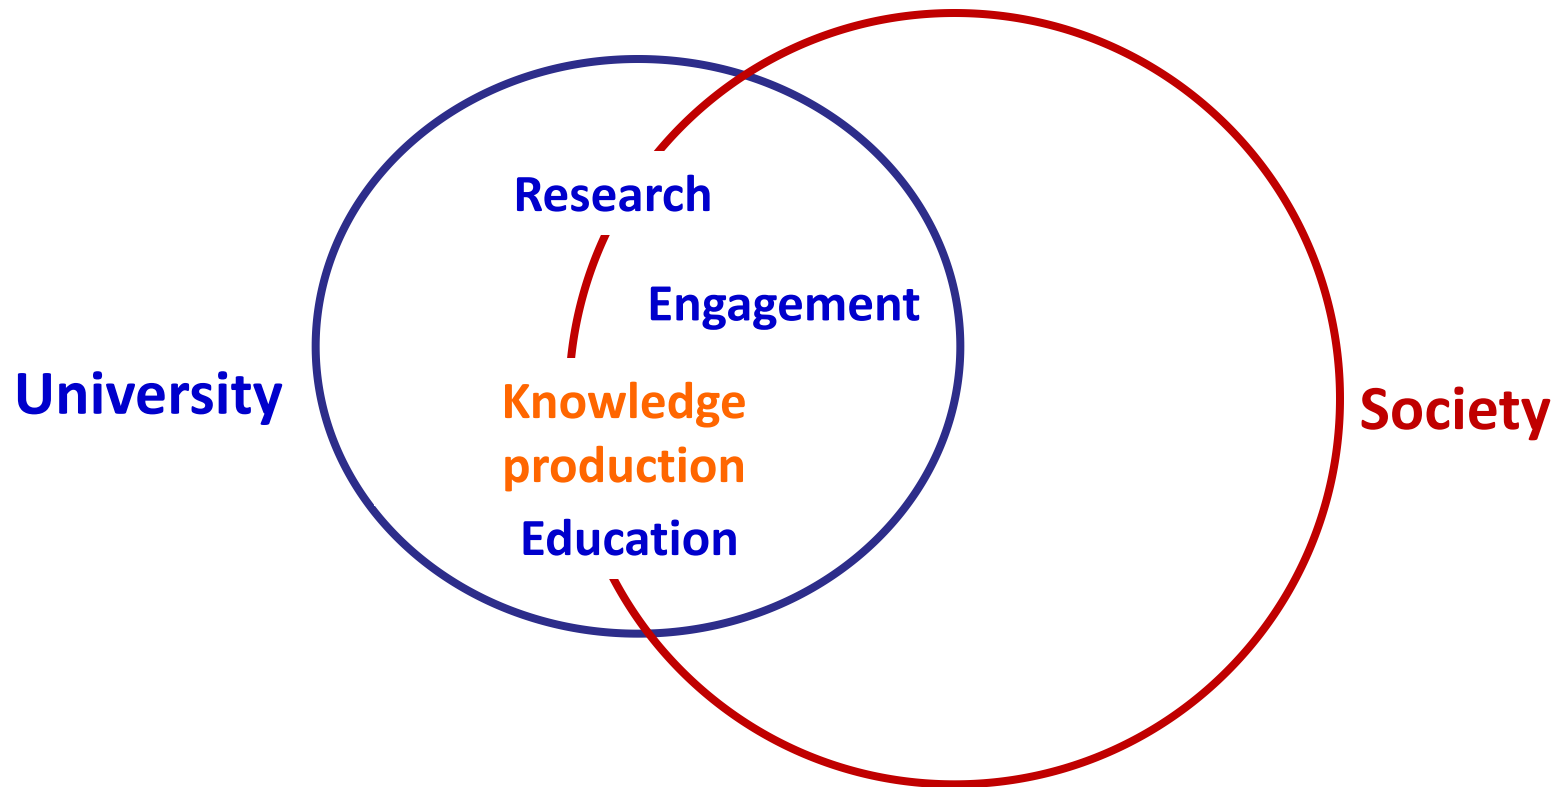 Research
Engagement
University
Knowledge
production
Society
Education